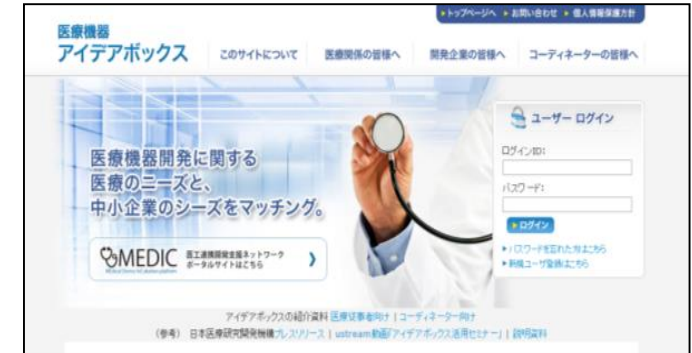 トップページへ お問い合わせ 個人情報保護方針
医療機器
アイデアボックス
このサイトについて 医療関係の皆様へ 開発企業の皆様へ コーディネーターの皆様へ
医療機器開発に関する
医療のニーズと、
中小企業のシーズをマッチング。
MEDIC 医工連携開発支援ネットワーク
ポータルサイトはこちら
ユーザー ログイン
ログインID:
パスワード:
ログイン
パスワードを忘れた方はこちら
新規ユーザ登録はこちら
アイデアボックスの紹介資料 医療従事者向け | コーディネーター向け
(参考) 日本医療研究開発機構プレスリリース | ustream動画「アイデアボックス活用セミナー」 | 説明資料